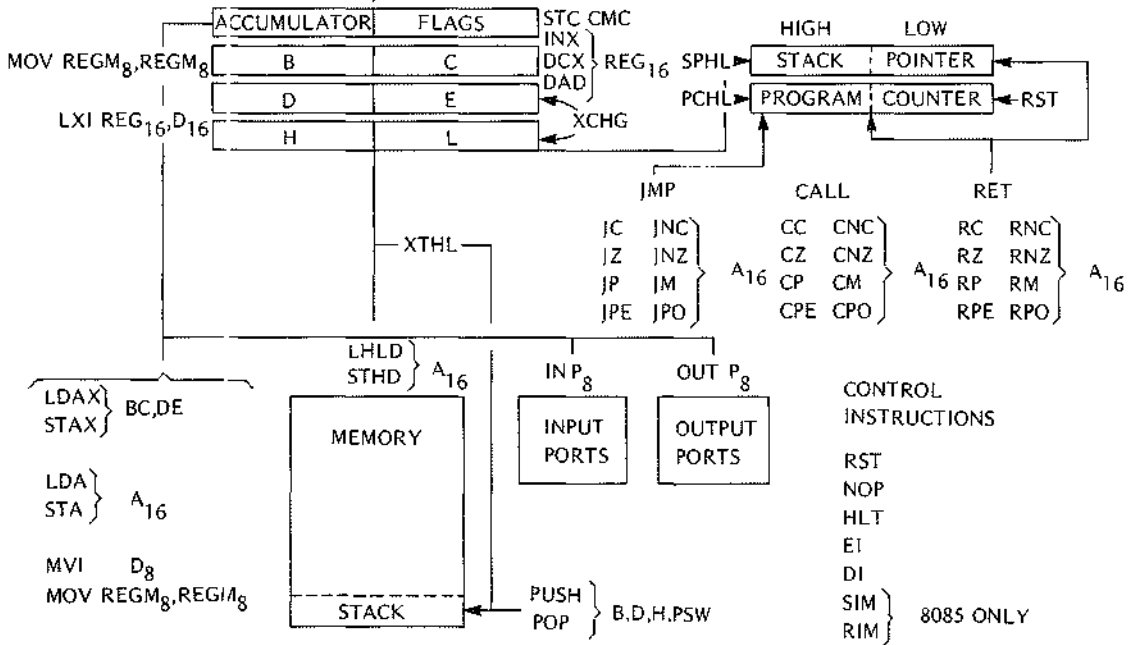 ACCUMULATOR FLAGS STC CMC
HIGH LOW
INX
DCX
DAD
REG16
MOV REGM8,REGM8 B C
SPHL STACK POINTER
D E
PCHL PROGRAM COUNTER RST
LXI REG16,D16
XCHG
H L
JMP
JC JNC
JZ JNZ
JP JM
JPE JPO
A16
CALL
CC CNC
CZ CNZ
CP CM
CPE CPO
A16
RET
RC RNC
RZ RNZ
RP RM
RPE RPO
A16
XTHL
LHLD
STHD
A16
IN P8
OUT P8
LDAX
STAX
BC,DE
LDA
STA
A16
MVI D8
MOV REGM8,REGM8
MEMORY
STACK
INPUT
PORTS
OUTPUT
PORTS
PUSH
POP
B,D,H,PSW
CONTROL
INSTRUCTIONS
RST
NOP
HLT
EI
DI
SIM
RIM
8085 ONLY